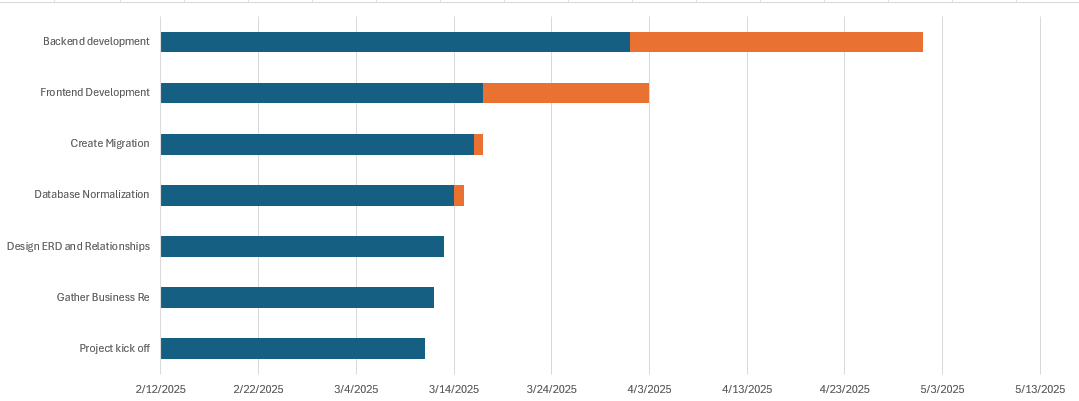 Backend development
Frontend Development
Create Migration
Database Normalization
Design ERD and Relationships
Gather Business Re
Project kick off
2/12/2025 2/22/2025 3/4/2025 3/14/2025 3/24/2025 4/3/2025 4/13/2025 4/23/2025 5/3/2025 5/13/2025